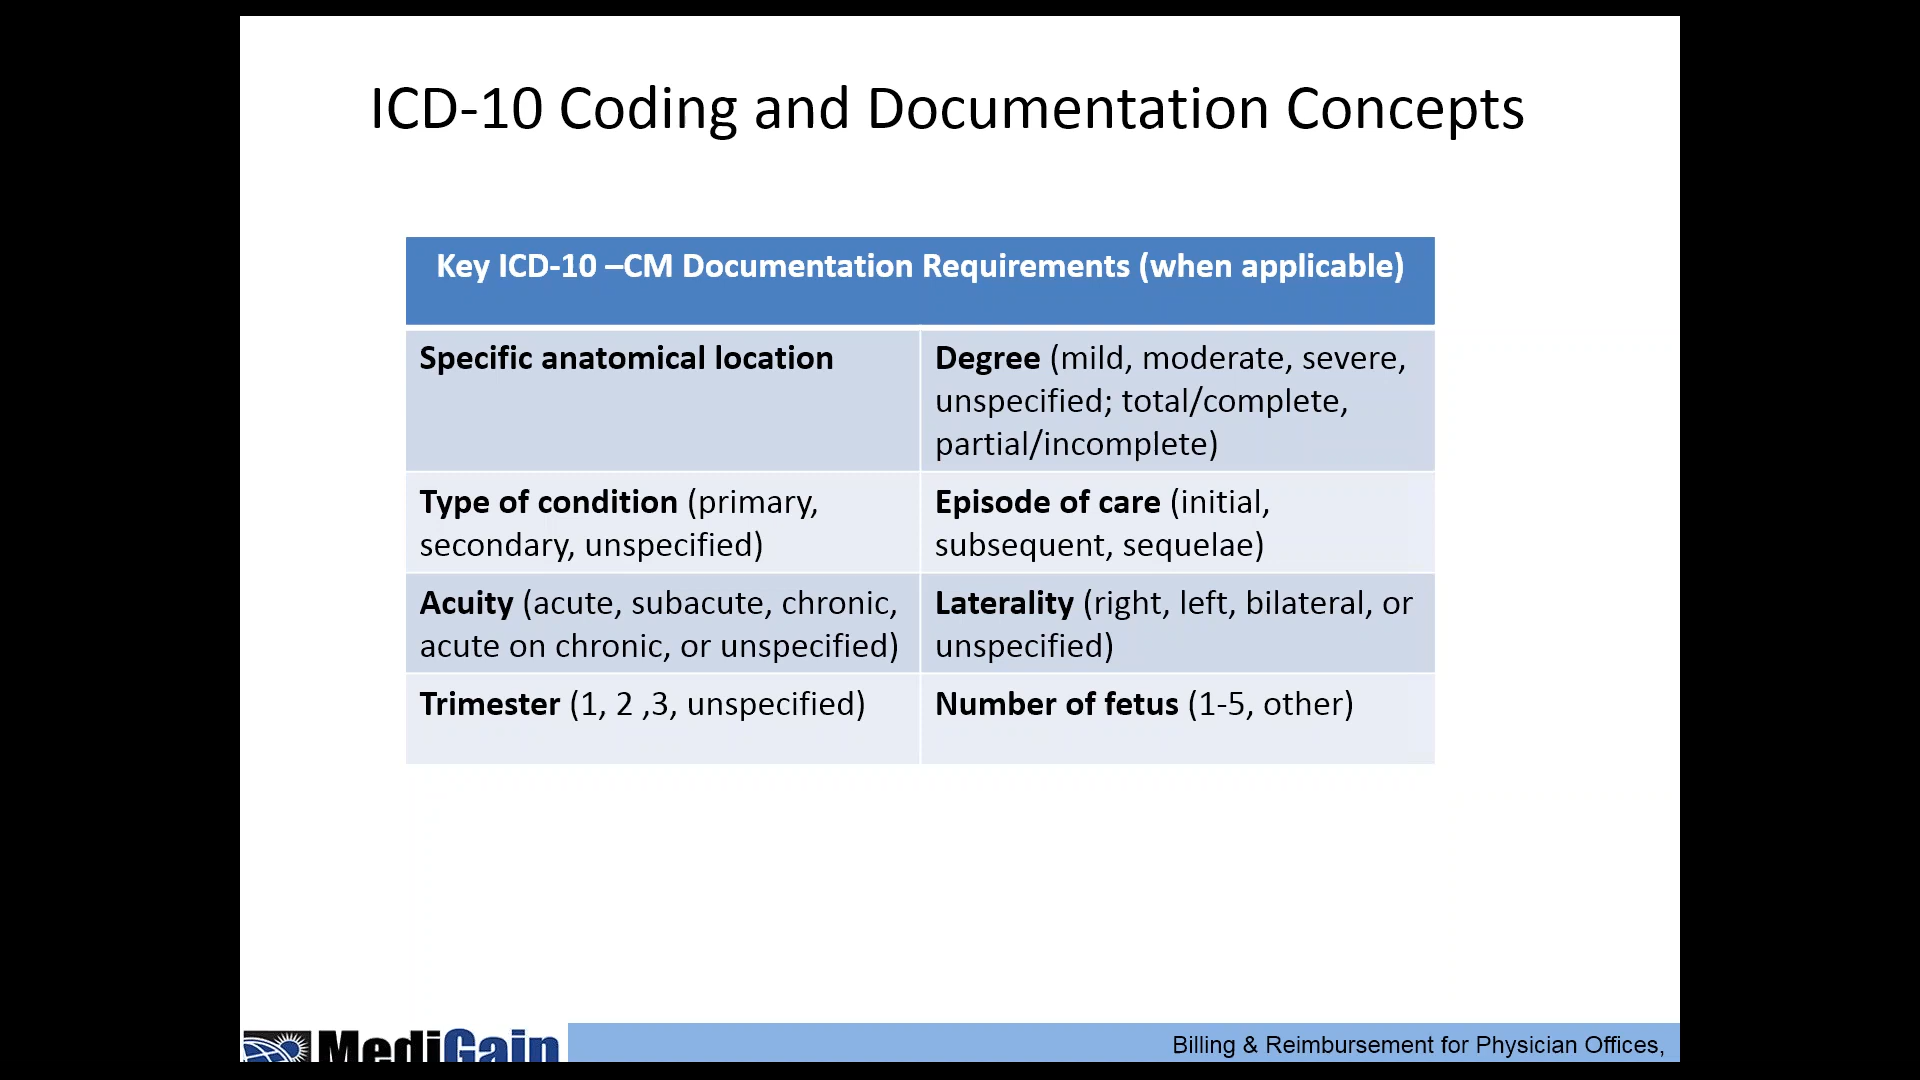 ICD-10 Coding and Documentation Concepts
Key ICD-10 –CM Documentation Requirements (when applicable)
Specific anatomical location
Degree (mild, moderate, severe,
unspecified; total/complete,
partial/incomplete)
Type of condition (primary,
secondary, unspecified)
Episode of care (initial,
subsequent, sequelae)
Acuity (acute, subacute, chronic,
acute on chronic, or unspecified)
Laterality (right, left, bilateral, or
unspecified)
Trimester (1, 2 ,3, unspecified)
Number of fetus (1-5, other)
MediGain
Billing & Reimbursement for Physician Offices,